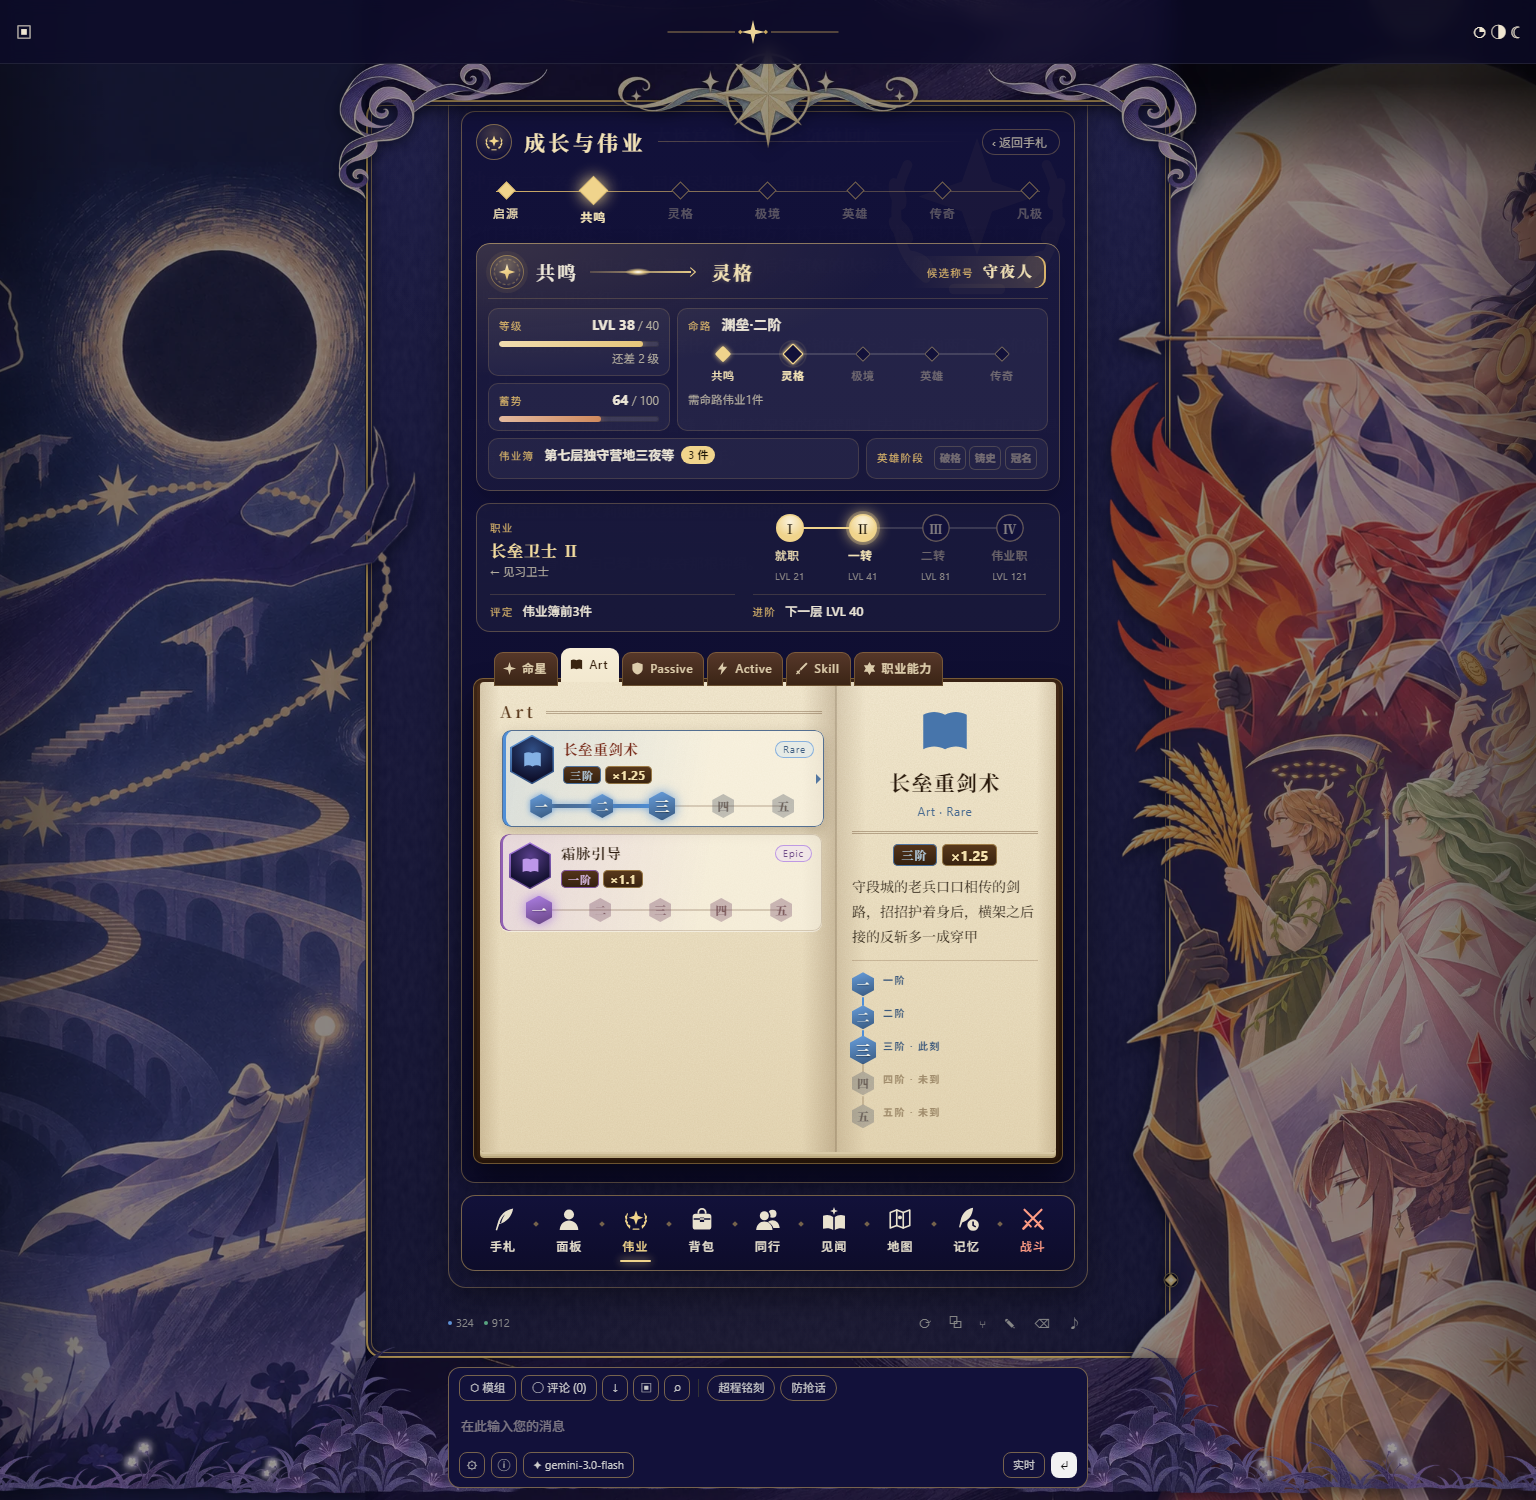 成长与伟业
‹ 返回手札
启源 共鸣 灵格 极境 英雄 传奇 凡极
共鸣 灵格 候选称号 守夜人
等级 LVL 38 / 40
还差 2 级
命路 渊垒·二阶
共鸣 灵格 极境 英雄 传奇
需命路伟业1件
蓄势 64 / 100
伟业簿 第七层独守营地三夜等 3 件
英雄阶段 破格 铸史 冠名
职业
长垒卫士 II
← 见习卫士
I II III IV
就职 一转 二转 伟业职
LVL 21 LVL 41 LVL 81 LVL 121
评定 伟业簿前3件
进阶 下一层 LVL 40
命星 Art Passive Active Skill 职业能力
Art
长垒重剑术 Rare
三阶 ×1.25
一 二 三 四 五
霜脉引导 Epic
一阶 ×1.1
一 二 三 四 五
长垒重剑术
Art · Rare
三阶 ×1.25
守段城的老兵口口相传的剑
路，招招护着身后，横架之后
接的反斩多一成穿甲
一 一阶
二 二阶
三 三阶 · 此刻
四 四阶 · 未到
五 五阶 · 未到
手札 面板 伟业 背包 同行 见闻 地图 记忆 战斗
324 912
模组 评论 (0) 超程铭刻 防抢话
在此输入您的消息
gemini-3.0-flash 实时